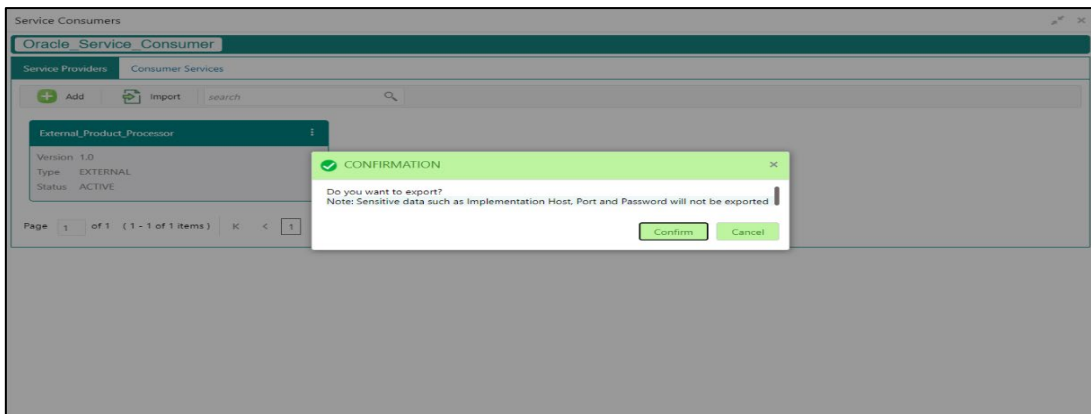 Service Consumers
Oracle_Service_Consumer
Service Providers Consumer Services
Add Import search
External_Product_Processor
Version 1.0
Type EXTERNAL
Status ACTIVE
Page 1 of 1 (1 - 1 of 1 items) K < 1
CONFIRMATION
Do you want to export?
Note: Sensitive data such as Implementation Host, Port and Password will not be exported
Confirm Cancel